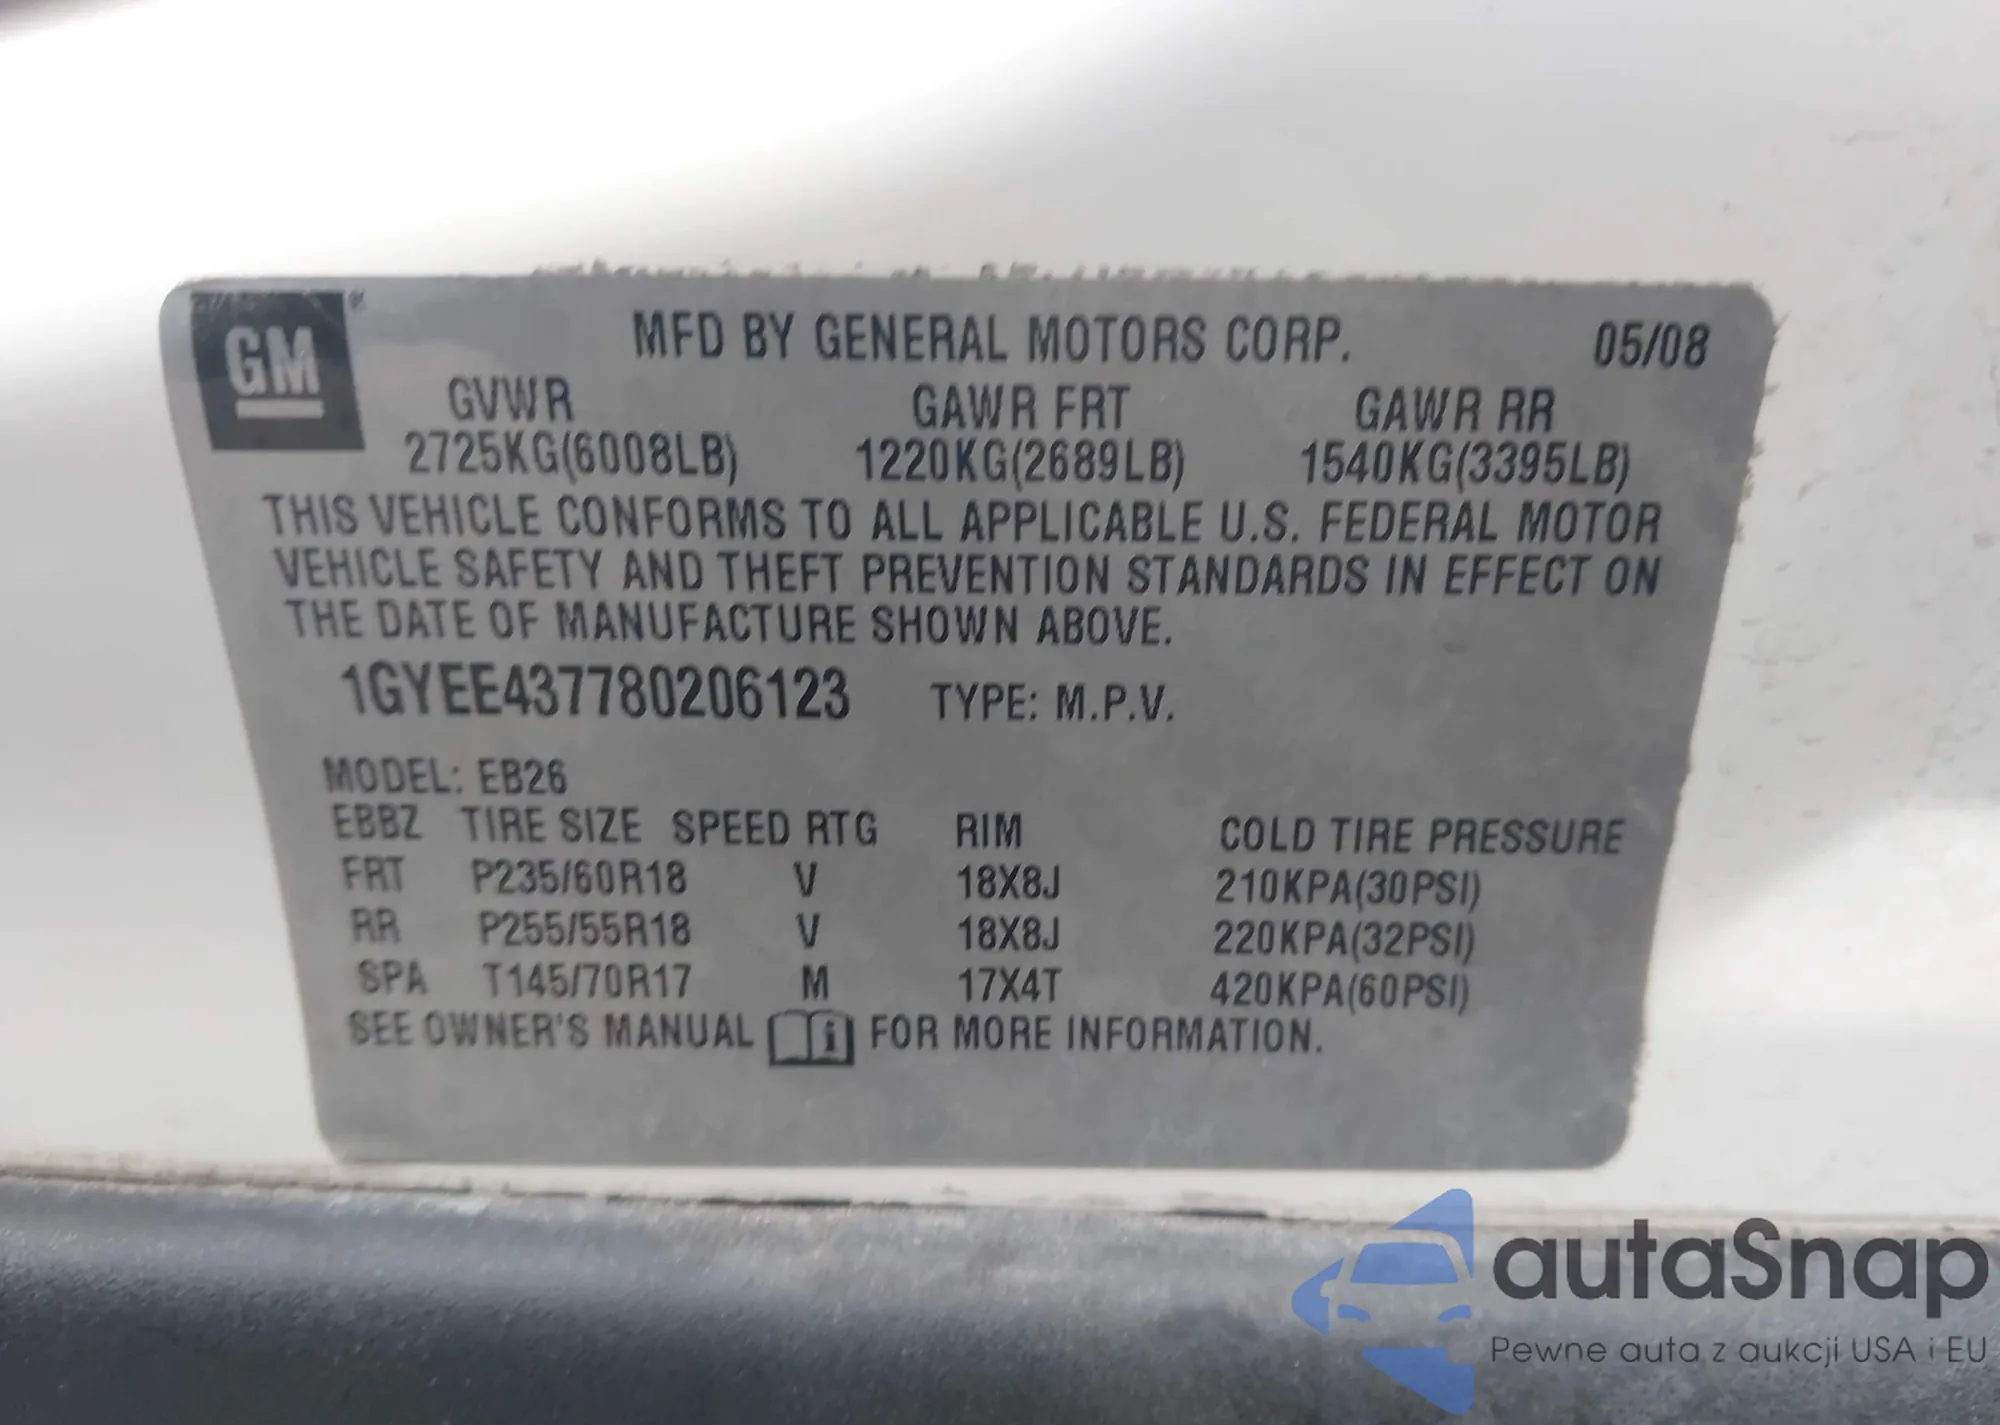 GM
MFD BY GENERAL MOTORS CORP. 05/08
GVWR GAWR FRT GAWR RR
2725KG(6008LB) 1220KG(2689LB) 1540KG(3395LB)
THIS VEHICLE CONFORMS TO ALL APPLICABLE U.S. FEDERAL MOTOR
VEHICLE SAFETY AND THEFT PREVENTION STANDARDS IN EFFECT ON
THE DATE OF MANUFACTURE SHOWN ABOVE.
1GYEE437780206123 TYPE: M.P.V.
MODEL: EB26
EBBZ TIRE SIZE SPEED RTG RIM COLD TIRE PRESSURE
FRT P235/60R18 V 18X8J 210KPA(30PSI)
RR P255/55R18 V 18X8J 220KPA(32PSI)
SPA T145/70R17 M 17X4T 420KPA(60PSI)
SEE OWNER'S MANUAL i FOR MORE INFORMATION.
autaSnap
Pewne auta z aukcji USA i EU